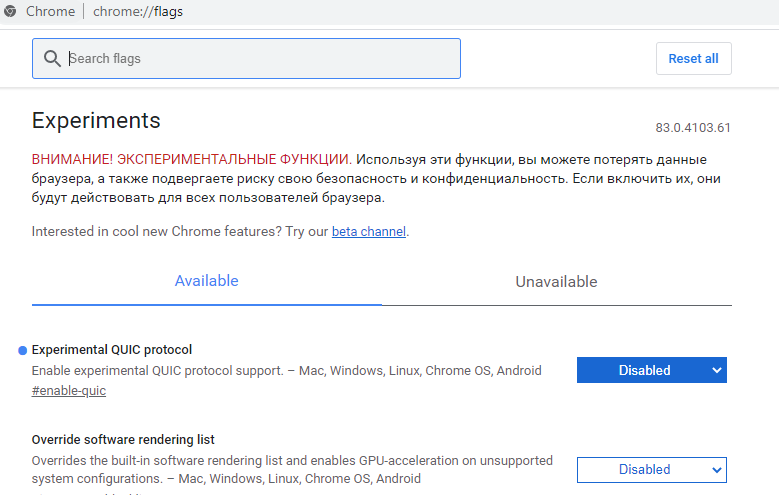 Chrome | chrome://flags
Search flags
Reset all
Experiments
83.0.4103.61
ВНИМАНИЕ! ЭКСПЕРИМЕНТАЛЬНЫЕ ФУНКЦИИ. Используя эти функции, вы можете потерять данные
браузера, а также подвергаете риску свою безопасность и конфиденциальность. Если включить их, они
будут действовать для всех пользователей браузера.
Interested in cool new Chrome features? Try our beta channel.
Available
Unavailable
Experimental QUIC protocol
Enable experimental QUIC protocol support. – Mac, Windows, Linux, Chrome OS, Android
#enable-quic
Disabled
Override software rendering list
Overrides the built-in software rendering list and enables GPU-acceleration on unsupported
system configurations. – Mac, Windows, Linux, Chrome OS, Android
Disabled